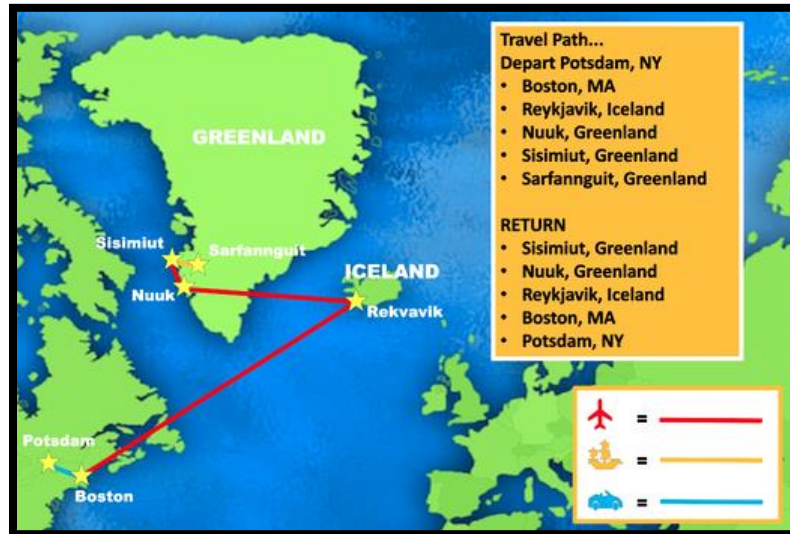 Travel Path...
Depart Potsdam, NY
• Boston, MA
• Reykjavik, Iceland
• Nuuk, Greenland
• Sisimiut, Greenland
• Sarfannguit, Greenland
RETURN
• Sisimiut, Greenland
• Nuuk, Greenland
• Reykjavik, Iceland
• Boston, MA
• Potsdam, NY
GREENLAND
Sisimiut
Sarfannguit
ICELAND
Nuuk
Rekvavik
Potsdam
Boston
=
=
=